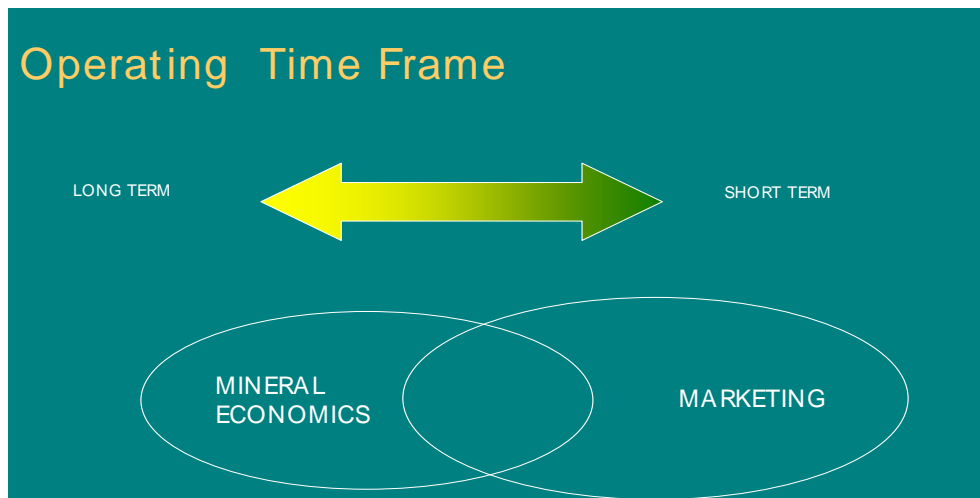 Operating Time Frame
LONG TERM
SHORT TERM
MINERAL
ECONOMICS
MARKETING